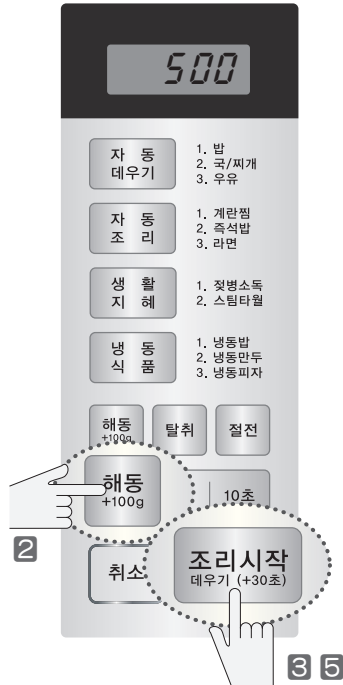 500
자 동
데우기
1. 밥
2. 국/찌개
3. 우유
자 동
조 리
1. 계란찜
2. 즉석밥
3. 라면
생 활
지 혜
1. 젖병소독
2. 스팀타월
냉 동
식 품
1. 냉동밥
2. 냉동만두
3. 냉동피자
해동
+100g
탈취
절전
해동
+100g
10초
2
취소
조리시작
데우기 (+30초)
3 5